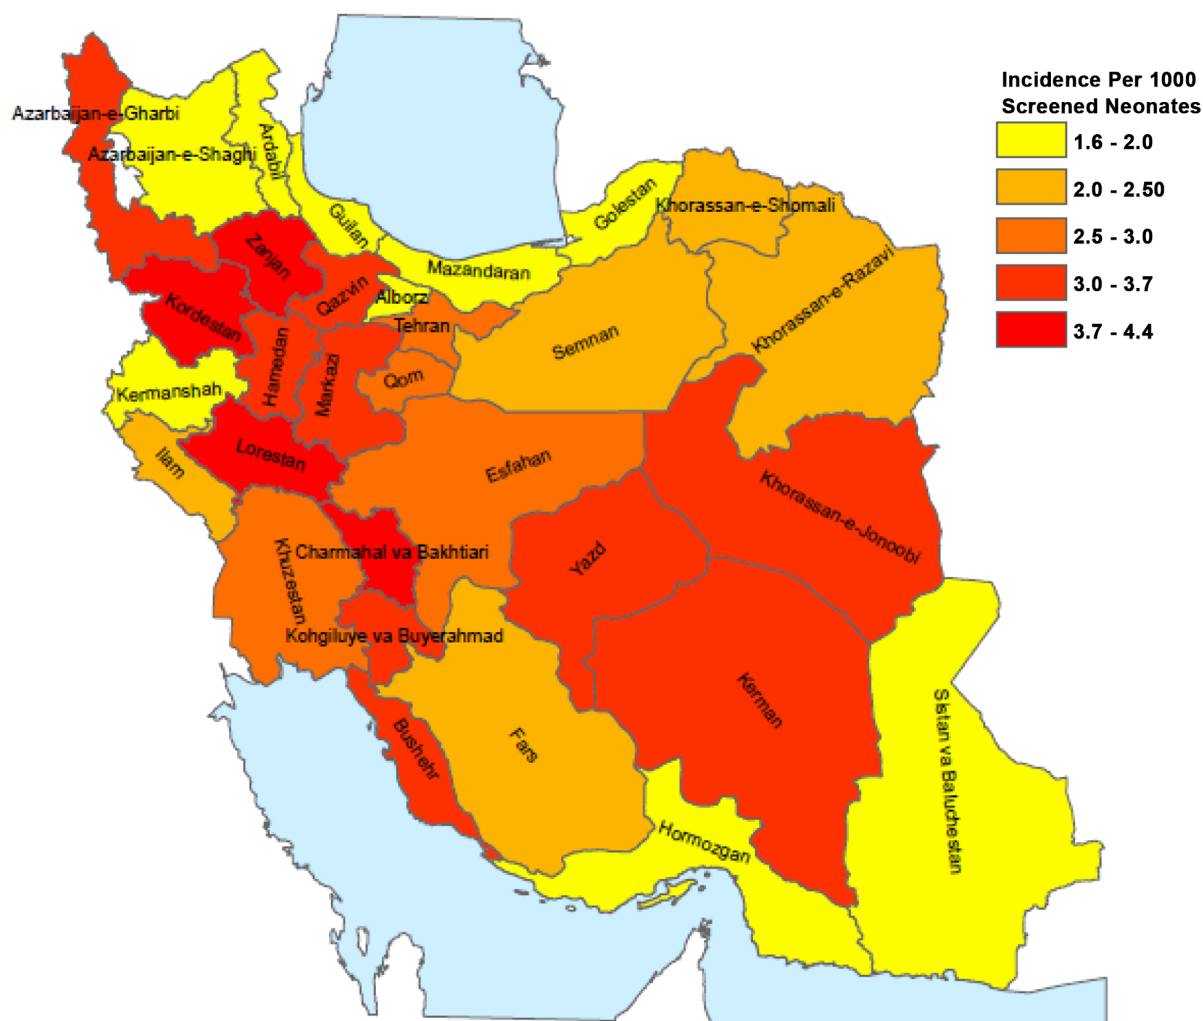 Incidence Per 1000
Screened Neonates
1.6 - 2.0
2.0 - 2.50
2.5 - 3.0
3.0 - 3.7
3.7 - 4.4
Azarbaijan-e-Gharbi
Azarbaijan-e-Shaghi
Ardabil
Guilan
Golestan
Khorassan-e-Shomali
Zanjan
Mazandaran
Khorassan-e-Razavi
Qazvin
Alborz
Kordestan
Tehran
Semnan
Hamedan
Markazi
Qom
Kermanshah
Ilam
Lorestan
Esfahan
Khorassan-e-Jonoobi
Khuzestan
Charmahal va Bakhtiari
Yazd
Kohgiluye va Buyerahmad
Kerman
Bushehr
Fars
Sistan va Baluchestan
Hormozgan